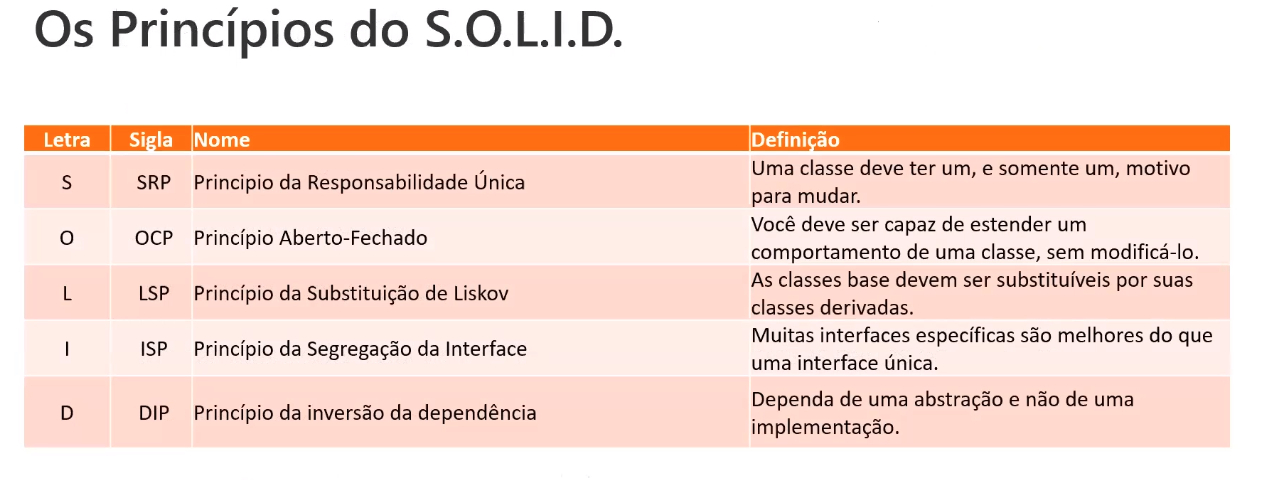 Os Princípios do S.O.L.I.D.
Letra Sigla Nome Definição
S SRP Principio da Responsabilidade Única Uma classe deve ter um, e somente um, motivo
para mudar.
O OCP Princípio Aberto-Fechado Você deve ser capaz de estender um
comportamento de uma classe, sem modificá-lo.
L LSP Princípio da Substituição de Liskov As classes base devem ser substituíveis por suas
classes derivadas.
I ISP Princípio da Segregação da Interface Muitas interfaces específicas são melhores do que
uma interface única.
D DIP Princípio da inversão da dependência Dependa de uma abstração e não de uma
implementação.